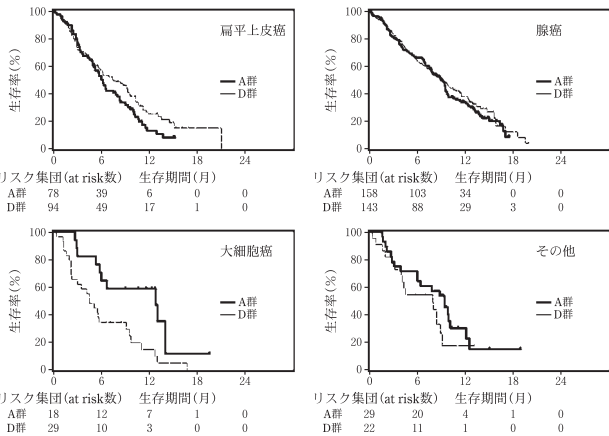 扁平上皮癌
生存率(%)
100
80
60
40
20
0
A群
D群
0 6 12 18 24 30
リスク集団(at risk数) 生存期間(月)
A群 78 39 6 0 0
D群 94 49 17 1 0
腺癌
生存率(%)
100
80
60
40
20
0
A群
D群
0 6 12 18 24 30
リスク集団(at risk数) 生存期間(月)
A群 158 103 34 0 0
D群 143 88 29 3 0
大細胞癌
生存率(%)
100
80
60
40
20
0
A群
D群
0 6 12 18 24 30
リスク集団(at risk数) 生存期間(月)
A群 18 12 7 1 0
D群 29 10 3 0 0
その他
生存率(%)
100
80
60
40
20
0
A群
D群
0 6 12 18 24
リスク集団(at risk数) 生存期間(月)
A群 29 20 4 1 0
D群 22 11 1 0 0